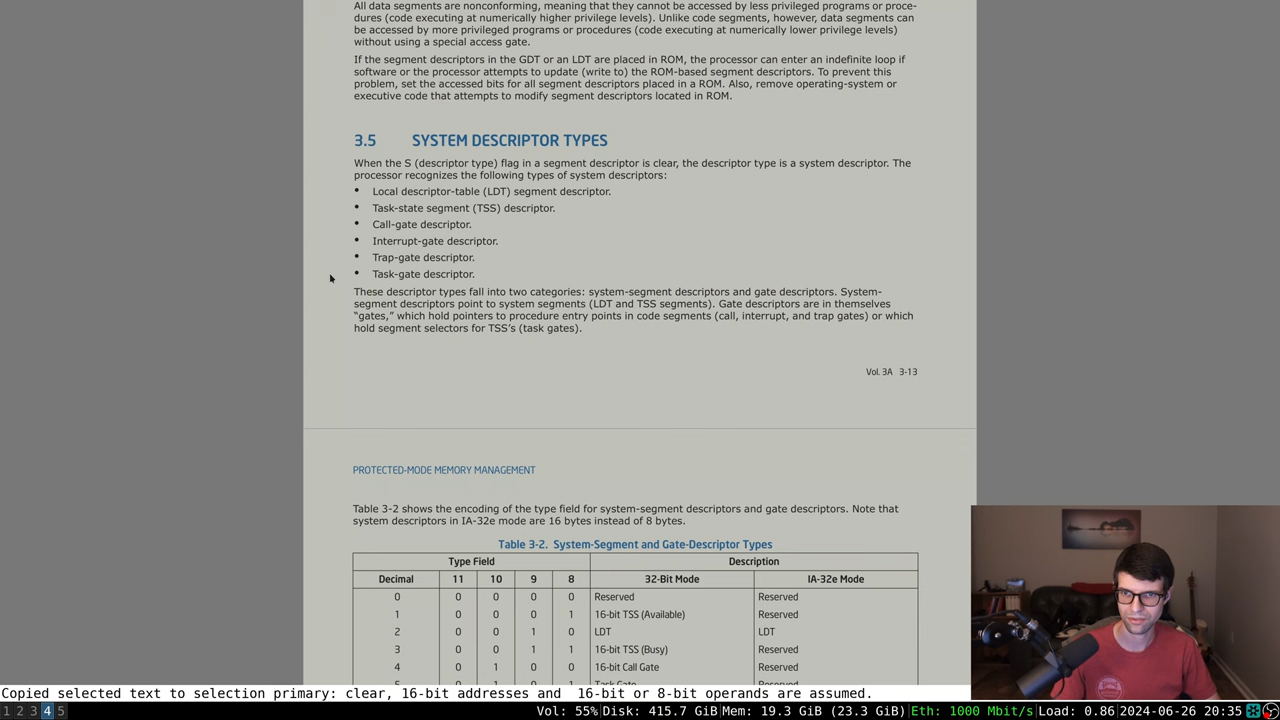 All data segments are nonconforming, meaning that they cannot be accessed by less privileged programs or proce-
dures (code executing at numerically higher privilege levels). Unlike code segments, however, data segments can
be accessed by more privileged programs or procedures (code executing at numerically lower privilege levels)
without using a special access gate.
If the segment descriptors in the GDT or an LDT are placed in ROM, the processor can enter an indefinite loop if
software or the processor attempts to update (write to) the ROM-based segment descriptors. To prevent this
problem, set the accessed bits for all segment descriptors placed in a ROM. Also, remove operating-system or
executive code that attempts to modify segment descriptors located in ROM.
3.5 SYSTEM DESCRIPTOR TYPES
When the S (descriptor type) flag in a segment descriptor is clear, the descriptor type is a system descriptor. The
processor recognizes the following types of system descriptors:
• Local descriptor-table (LDT) segment descriptor.
• Task-state segment (TSS) descriptor.
• Call-gate descriptor.
• Interrupt-gate descriptor.
• Trap-gate descriptor.
• Task-gate descriptor.
These descriptor types fall into two categories: system-segment descriptors and gate descriptors. System-
segment descriptors point to system segments (LDT and TSS segments). Gate descriptors are in themselves
“gates,” which hold pointers to procedure entry points in code segments (call, interrupt, and trap gates) or which
hold segment selectors for TSS’s (task gates).
Vol. 3A 3-13
PROTECTED-MODE MEMORY MANAGEMENT
Table 3-2 shows the encoding of the type field for system-segment descriptors and gate descriptors. Note that
system descriptors in IA-32e mode are 16 bytes instead of 8 bytes.
Table 3-2. System-Segment and Gate-Descriptor Types
Type Field Description
Decimal 11 10 9 8 32-Bit Mode IA-32e Mode
0 0 0 0 0 Reserved Reserved
1 0 0 0 1 16-bit TSS (Available) Reserved
2 0 0 1 0 LDT LDT
3 0 0 1 1 16-bit TSS (Busy) Reserved
4 0 1 0 0 16-bit Call Gate Reserved
5 0 1 0 1 Task Gate Reserved
Copied selected text to selection primary: clear, 16-bit addresses and  16-bit or 8-bit operands are assumed.
1 2 3 4 5 Vol: 55% Disk: 415.7 GiB Mem: 19.3 GiB (23.3 GiB) Eth: 1000 Mbit/s Load: 0.86 2024-06-26 20:35